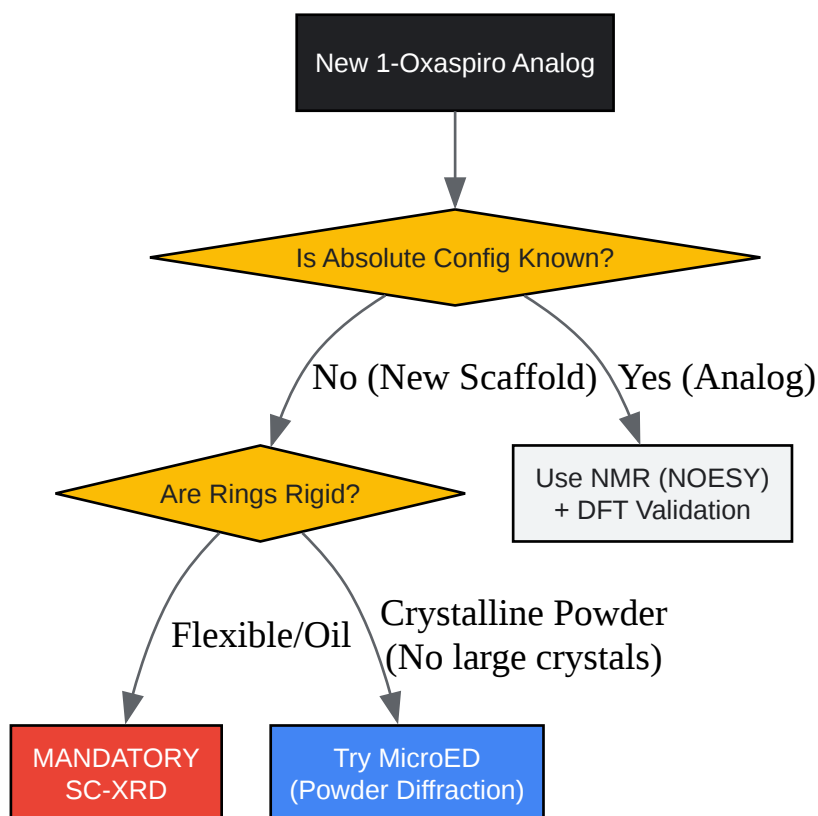 New 1-Oxaspiro Analog
Is Absolute Config Known?
No (New Scaffold)
Yes (Analog)
Are Rings Rigid?
Use NMR (NOESY)
+ DFT Validation
Flexible/Oil
Crystalline Powder
(No large crystals)
MANDATORY
SC-XRD
Try MicroED
(Powder Diffraction)